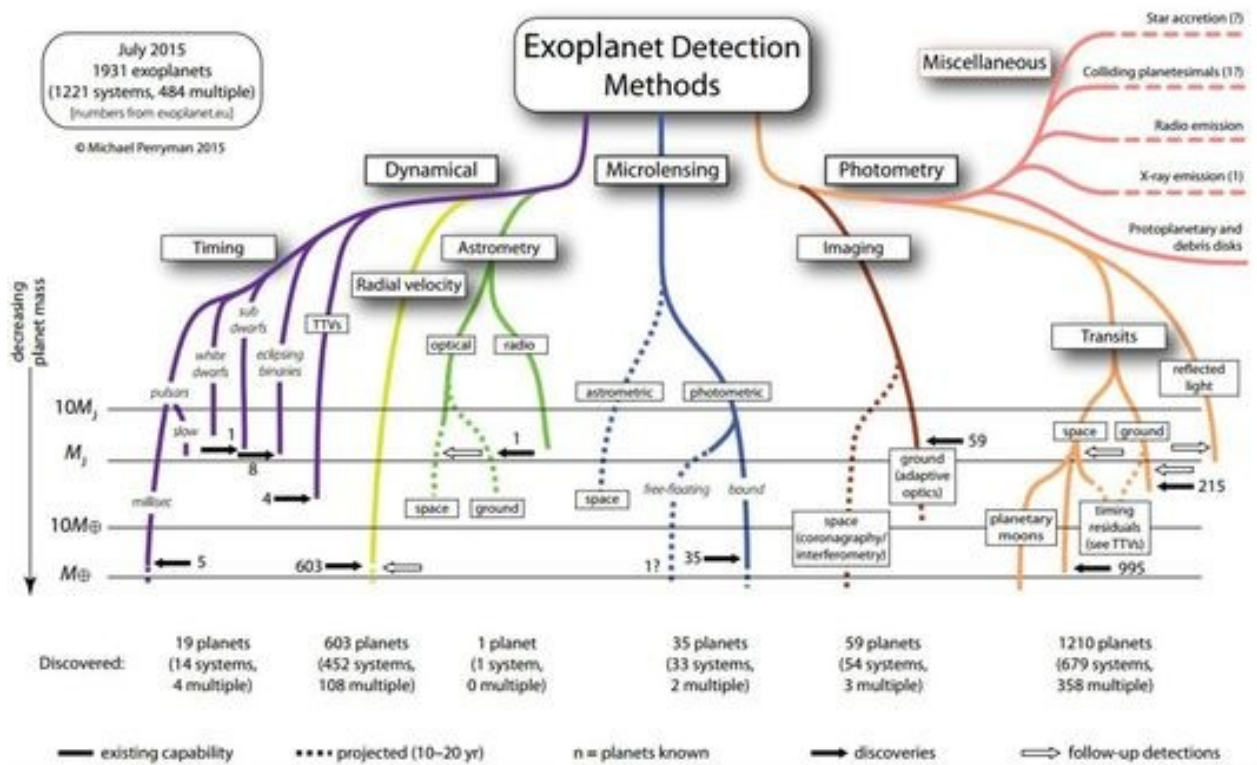 Exoplanet Detection
Methods
July 2015
1931 exoplanets
(1221 systems, 484 multiple)
[numbers from exoplanet.eu]
© Michael Perryman 2015
Miscellaneous
Star accretion (?)
Colliding planetesimals (1?)
Radio emission
X-ray emission (1)
Protoplanetary and
debris disks
Dynamical
Microlensing
Photometry
Timing
Astrometry
Imaging
Radial velocity
Transits
decreasing
planet mass
pulsars
slow
millisec
white
dwarfs
sub
dwarfs
eclipsing
binaries
TTVs
optical
radio
astrometric
photometric
reflected
light
space
ground
10Mj
Mj
10M⊕
M⊕
1
8
4
5
603
1
space
ground
space
free-floating
bound
1?
35
59
ground
(adaptive
optics)
space
(coronagraphy/
interferometry)
planetary
moons
timing
residuals
(see TTVs)
215
995
Discovered:
19 planets
(14 systems,
4 multiple)
603 planets
(452 systems,
108 multiple)
1 planet
(1 system,
0 multiple)
35 planets
(33 systems,
2 multiple)
59 planets
(54 systems,
3 multiple)
1210 planets
(679 systems,
358 multiple)
existing capability
projected (10–20 yr)
n = planets known
discoveries
follow-up detections